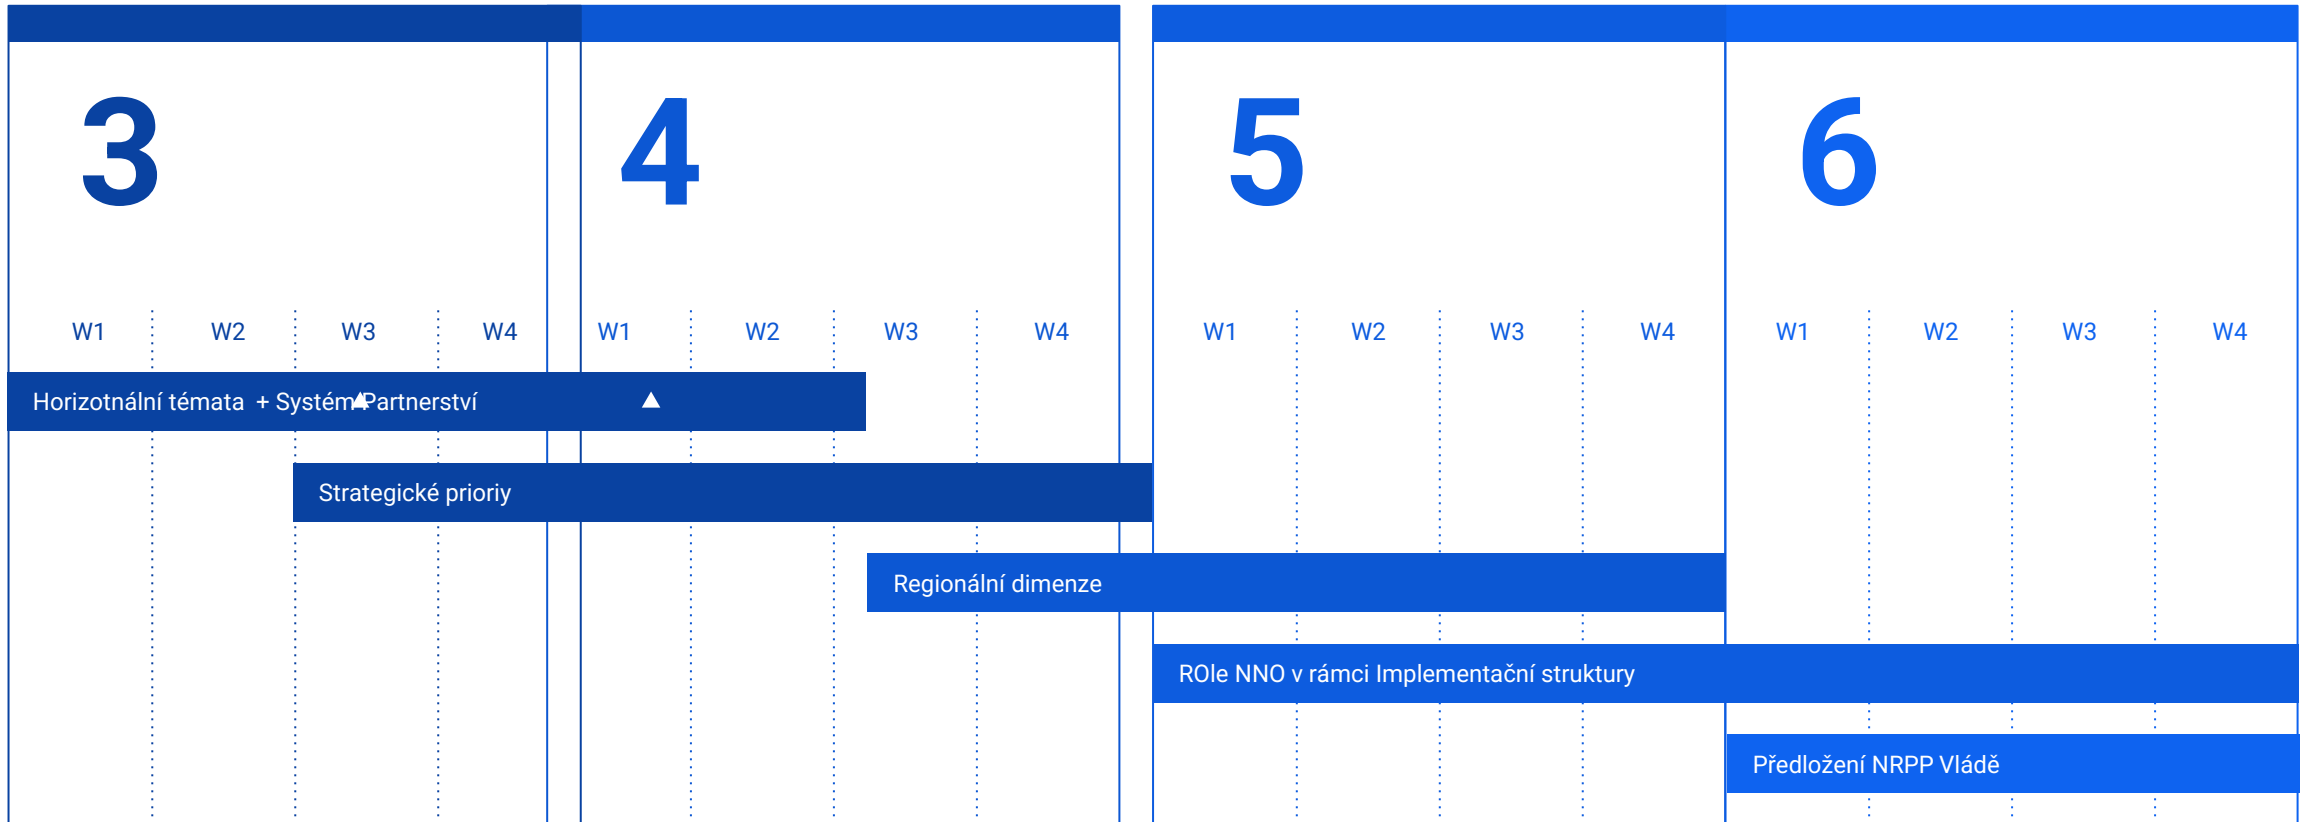 3
4
5
6
W1 W2 W3 W4 W1 W2 W3 W4 W1 W2 W3 W4 W1 W2 W3 W4
Horizotnální témata + Systém Partnerství
Strategické prioriy
Regionální dimenze
ROle NNO v rámci Implementační struktury
Předložení NRPP Vládě